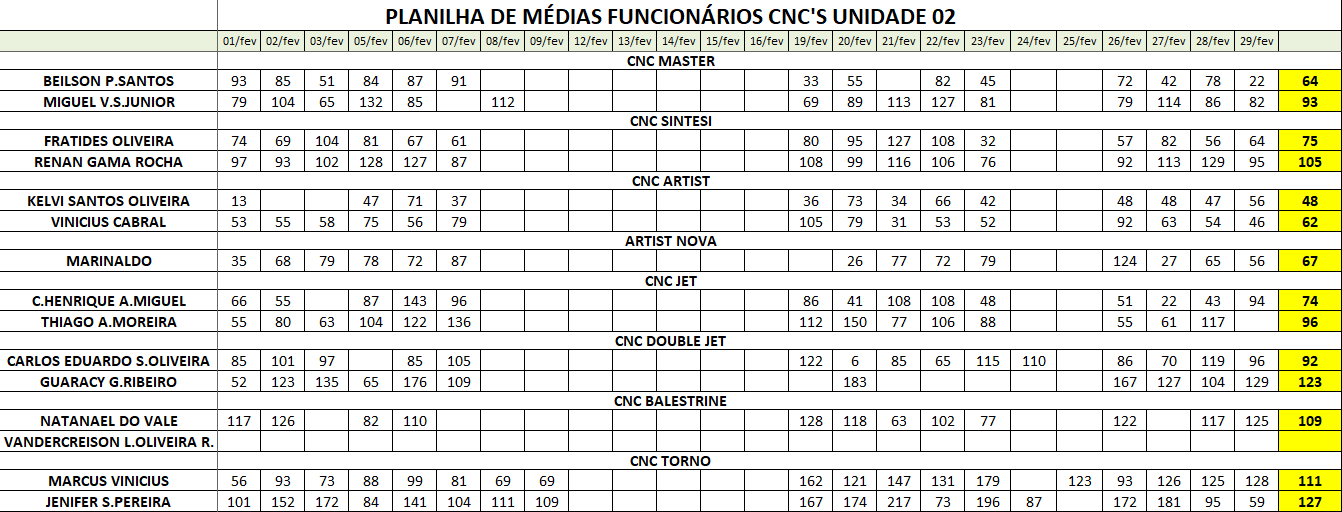 PLANILHA DE MÉDIAS FUNCIONÁRIOS CNC'S UNIDADE 02
01/fev 02/fev 03/fev 05/fev 06/fev 07/fev 08/fev 09/fev 12/fev 13/fev 14/fev 15/fev 16/fev 19/fev 20/fev 21/fev 22/fev 23/fev 24/fev 25/fev 26/fev 27/fev 28/fev 29/fev
CNC MASTER
BEILSON P.SANTOS 93 85 51 84 87 91 33 55 82 45 72 42 78 22 64
MIGUEL V.S.JUNIOR 79 104 65 132 85 112 69 89 113 127 81 79 114 86 82 93
CNC SINTESI
FRATIDES OLIVEIRA 74 69 104 81 67 61 80 95 127 108 32 57 82 56 64 75
RENAN GAMA ROCHA 97 93 102 128 127 87 108 99 116 106 76 92 113 129 95 105
CNC ARTIST
KELVI SANTOS OLIVEIRA 13 47 71 37 36 73 34 66 42 48 48 47 56 48
VINICIUS CABRAL 53 55 58 75 56 79 105 79 31 53 52 92 63 54 46 62
ARTIST NOVA
MARINALDO 35 68 79 78 72 87 26 77 72 79 124 27 65 56 67
CNC JET
C.HENRIQUE A.MIGUEL 66 55 87 143 96 86 41 108 108 48 51 22 43 94 74
THIAGO A.MOREIRA 55 80 63 104 122 136 112 150 77 106 88 55 61 117 96
CNC DOUBLE JET
CARLOS EDUARDO S.OLIVEIRA 85 101 97 85 105 122 6 85 65 115 110 86 70 119 96 92
GUARACY G.RIBEIRO 52 123 135 65 176 109 183 167 127 104 129 123
CNC BALESTRINE
NATANAEL DO VALE 117 126 82 110 128 118 63 102 77 122 117 125 109
VANDERCREISON L.OLIVEIRA R.
CNC TORNO
MARCUS VINICIUS 56 93 73 88 99 81 69 69 162 121 147 131 179 123 93 126 125 128 111
JENIFER S.PEREIRA 101 152 172 84 141 104 111 109 167 174 217 73 196 87 172 181 95 59 127